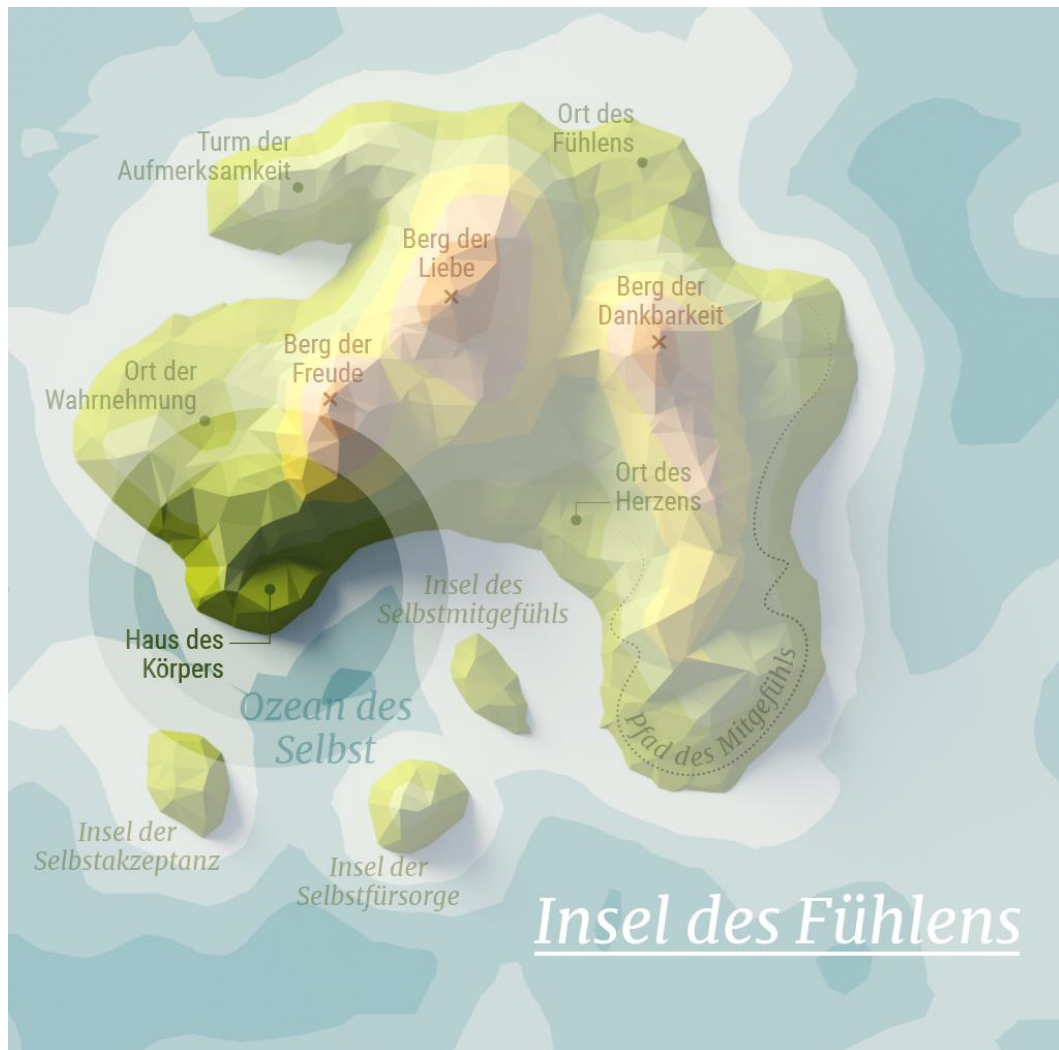 Ort des
Fühlens
Turm der
Aufmerksamkeit
Berg der
Liebe
Berg der
Dankbarkeit
Berg der
Freude
Ort der
Wahrnehmung
Ort des
Herzens
Insel des
Selbstmitgefühls
Haus des
Körpers
Pfad des Mitgefühls
Ozean des
Selbst
Insel der
Selbstakzeptanz
Insel der
Selbstfürsorge
Insel des Fühlens